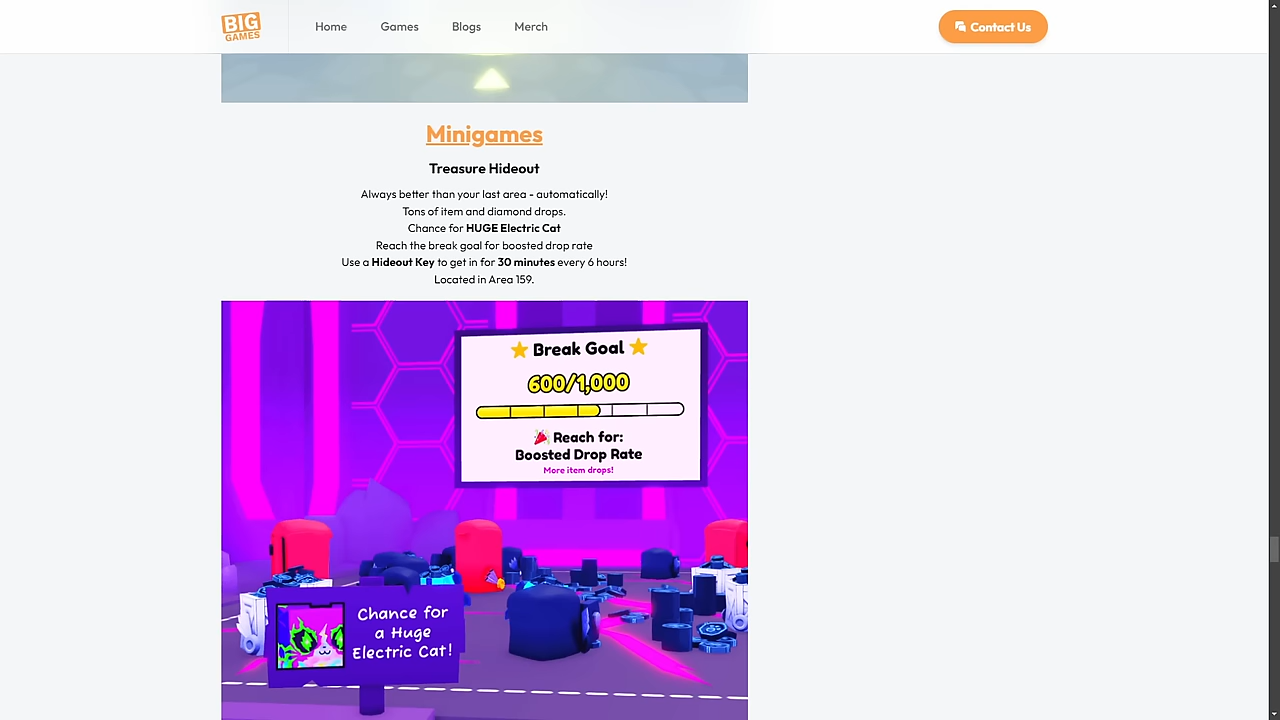 BIG
GAMES
Home
Games
Blogs
Merch
Contact Us
Minigames
Treasure Hideout
Always better than your last area - automatically!
Tons of item and diamond drops.
Chance for HUGE Electric Cat
Reach the break goal for boosted drop rate
Use a Hideout Key to get in for 30 minutes every 6 hours!
Located in Area 159.
Break Goal
600/1,000
Reach for:
Boosted Drop Rate
More item drops!
Chance for
a Huge
Electric Cat!